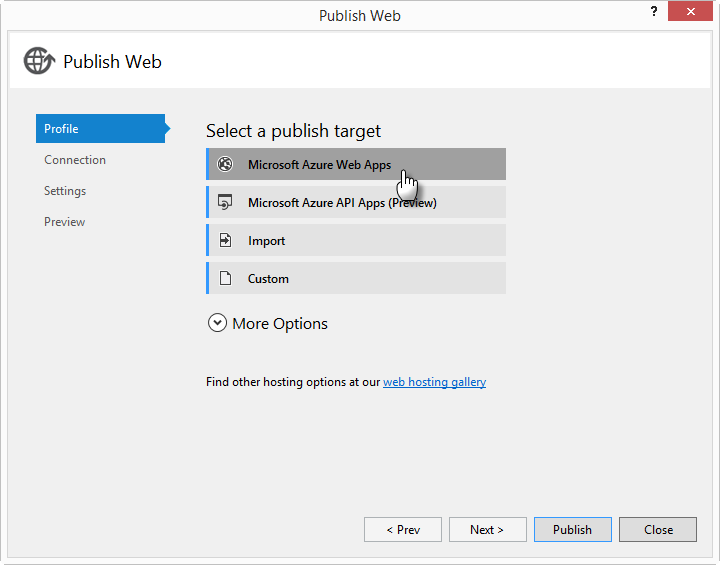 Publish Web
?
Publish Web
Profile
Connection
Settings
Preview
Select a publish target
Microsoft Azure Web Apps
Microsoft Azure API Apps (Preview)
Import
Custom
More Options
Find other hosting options at our web hosting gallery
< Prev
Next >
Publish
Close